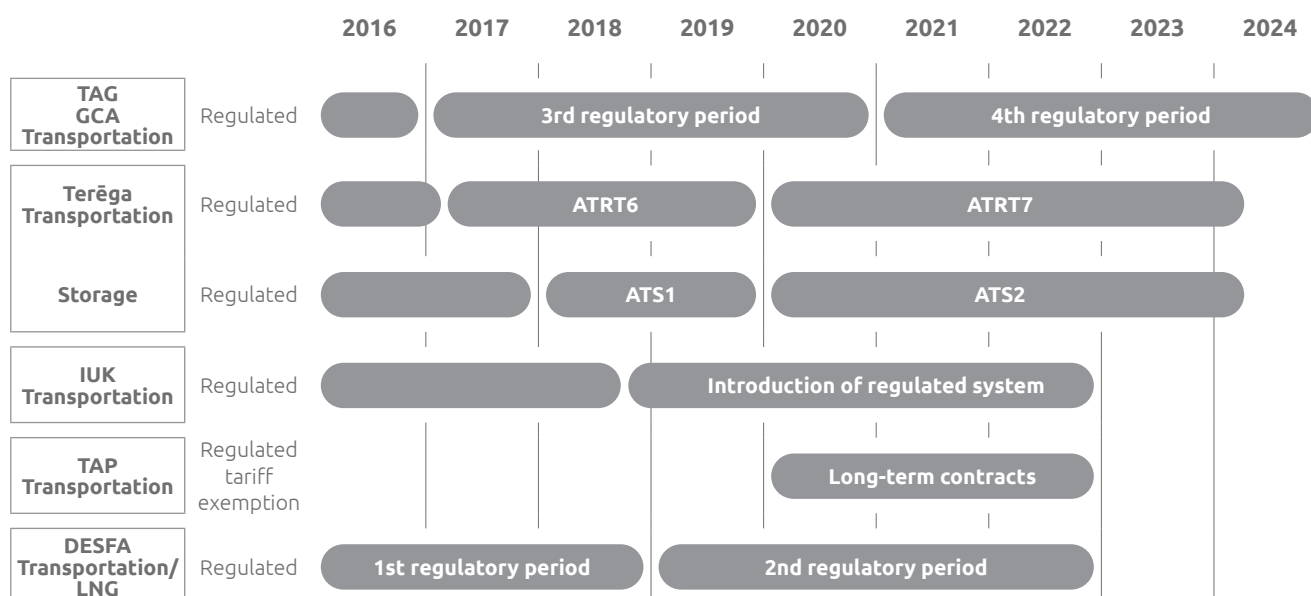 2016 2017 2018 2019 2020 2021 2022 2023 2024
TAG
GCA
Transportation
Regulated
3rd regulatory period
4th regulatory period
Terēga
Transportation
Regulated
ATRT6
ATRT7
Storage
Regulated
ATS1
ATS2
IUK
Transportation
Regulated
Introduction of regulated system
TAP
Transportation
Regulated
tariff
exemption
Long-term contracts
DESFA
Transportation/
LNG
Regulated
1st regulatory period
2nd regulatory period